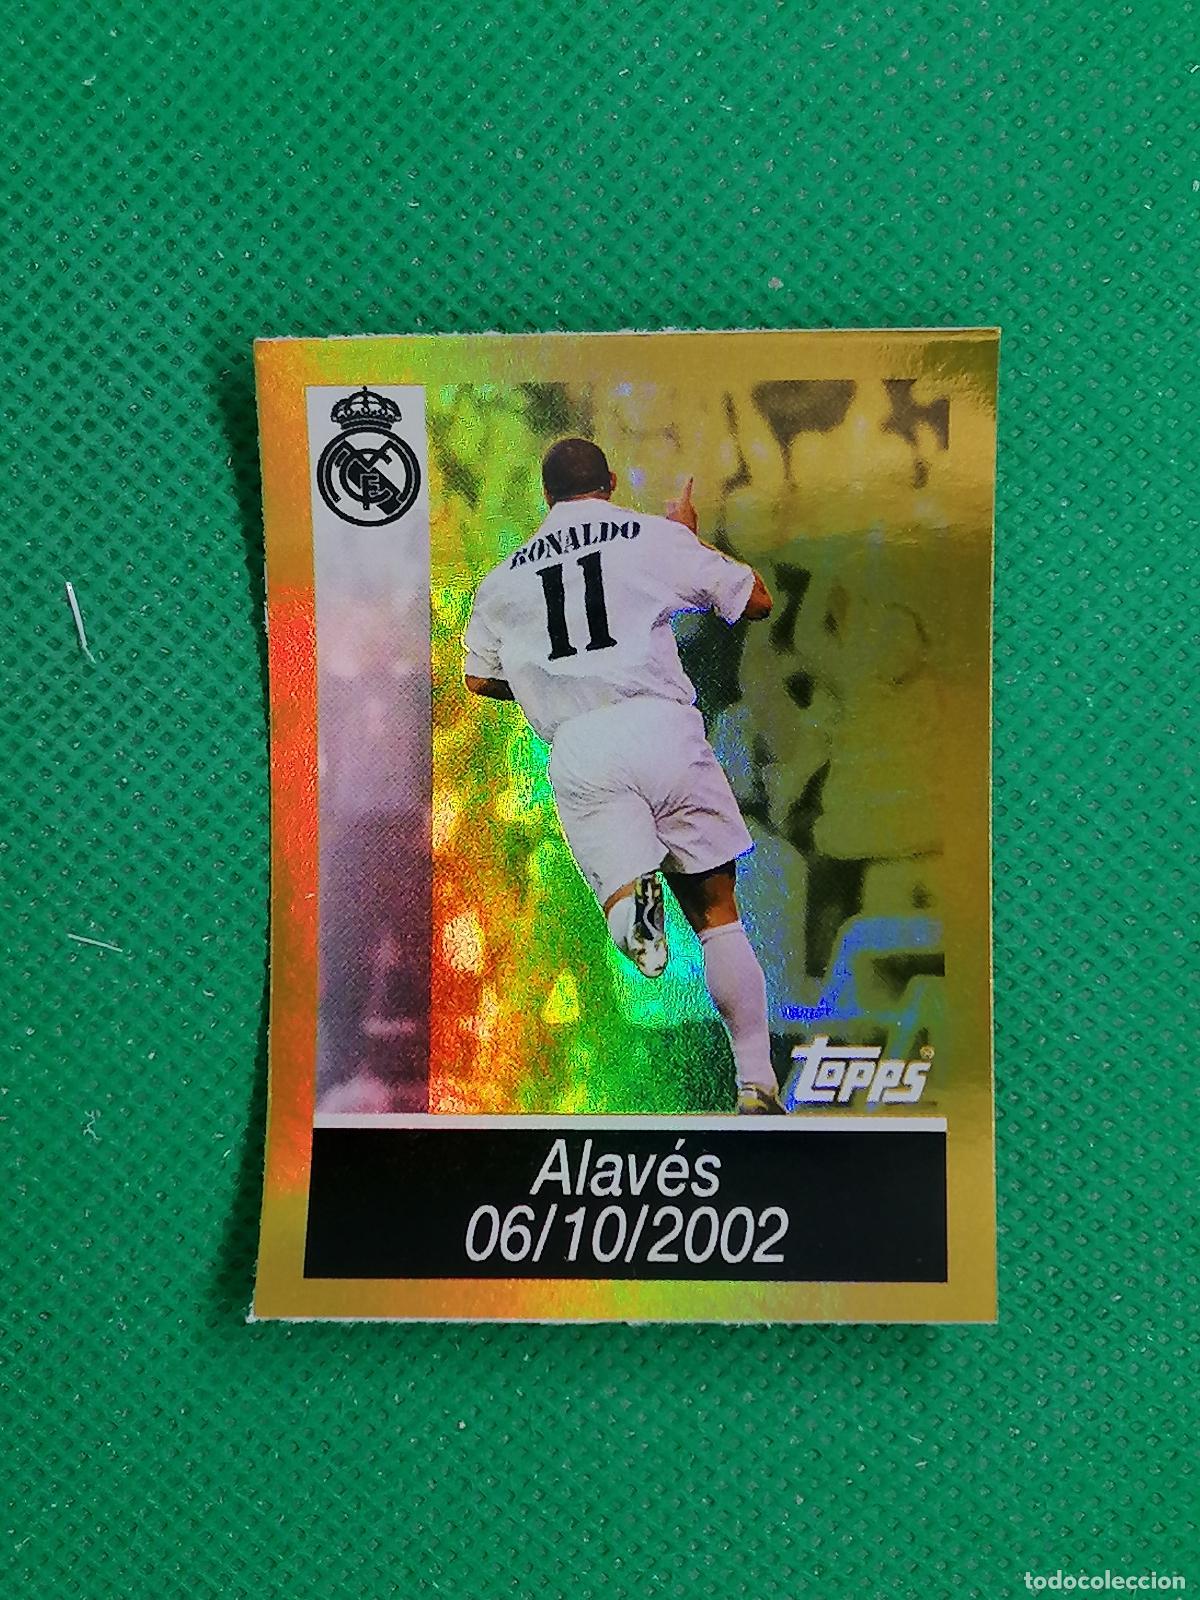 RONALDO
11
topps
Alavés
06/10/2002
todocoleccion